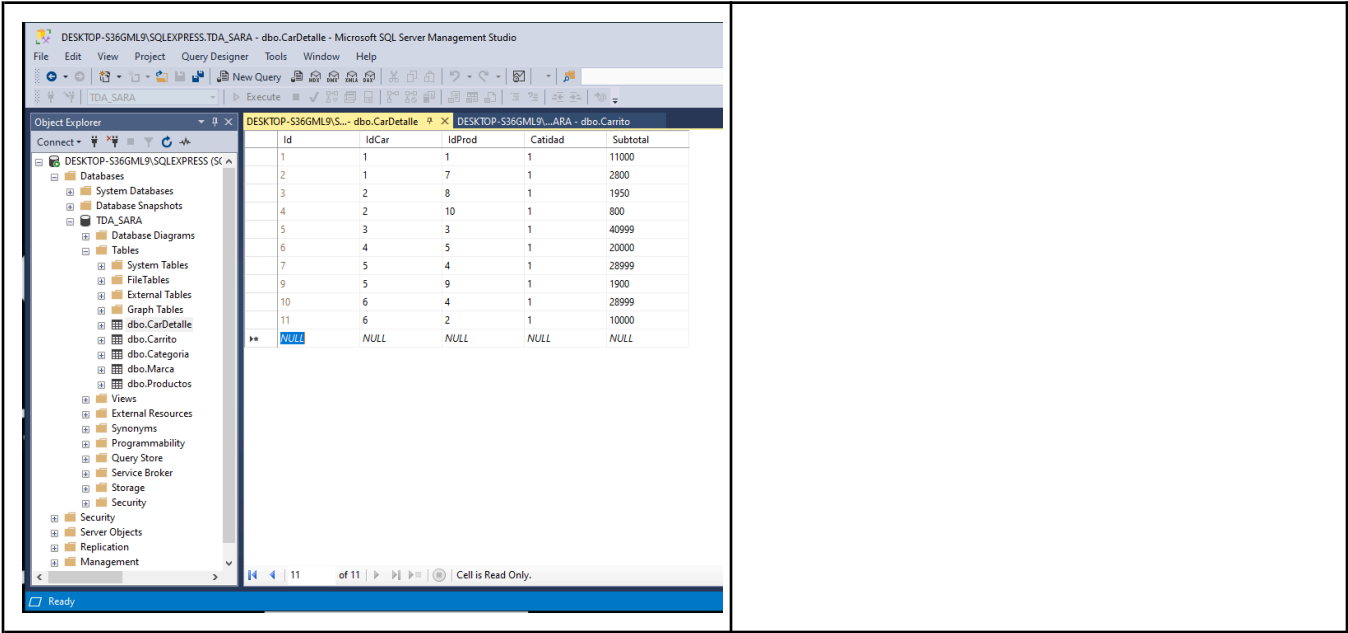 DESKTOP-S36GML9\SQLEXPRESS.TDA_SARA - dbo.CarDetalle - Microsoft SQL Server Management Studio
File Edit View Project Query Designer Tools Window Help
New Query MDX DMX XMLA DAX
TDA_SARA Execute
Object Explorer
Connect
DESKTOP-S36GML9\SQLEXPRESS (SC
Databases
System Databases
Database Snapshots
TDA_SARA
Database Diagrams
Tables
System Tables
FileTables
External Tables
Graph Tables
dbo.CarDetalle
dbo.Carrito
dbo.Categoria
dbo.Marca
dbo.Productos
Views
External Resources
Synonyms
Programmability
Query Store
Service Broker
Storage
Security
Security
Server Objects
Replication
Management
DESKTOP-S36GML9\S...- dbo.CarDetalle DESKTOP-S36GML9\...ARA - dbo.Carrito
Id IdCar IdProd Catidad Subtotal
1 1 1 1 11000
2 1 7 1 2800
3 2 8 1 1950
4 2 10 1 800
5 3 3 1 40999
6 4 5 1 20000
7 5 4 1 28999
9 5 9 1 1900
10 6 4 1 28999
11 6 2 1 10000
NULL NULL NULL NULL NULL
11 of 11 Cell is Read Only.
Ready